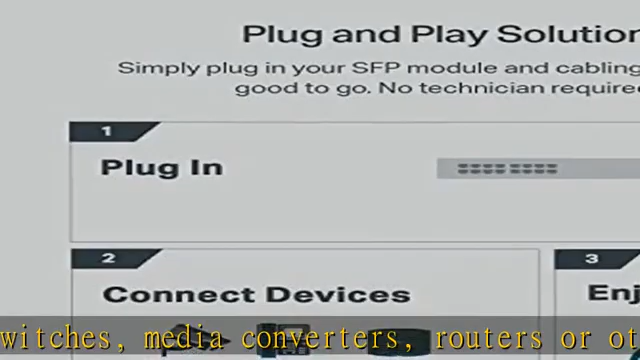 Plug and Play Solution
Simply plug in your SFP module and cabling
good to go. No technician required
1
Plug In
2
3
Connect Devices
witches, media converters, routers or